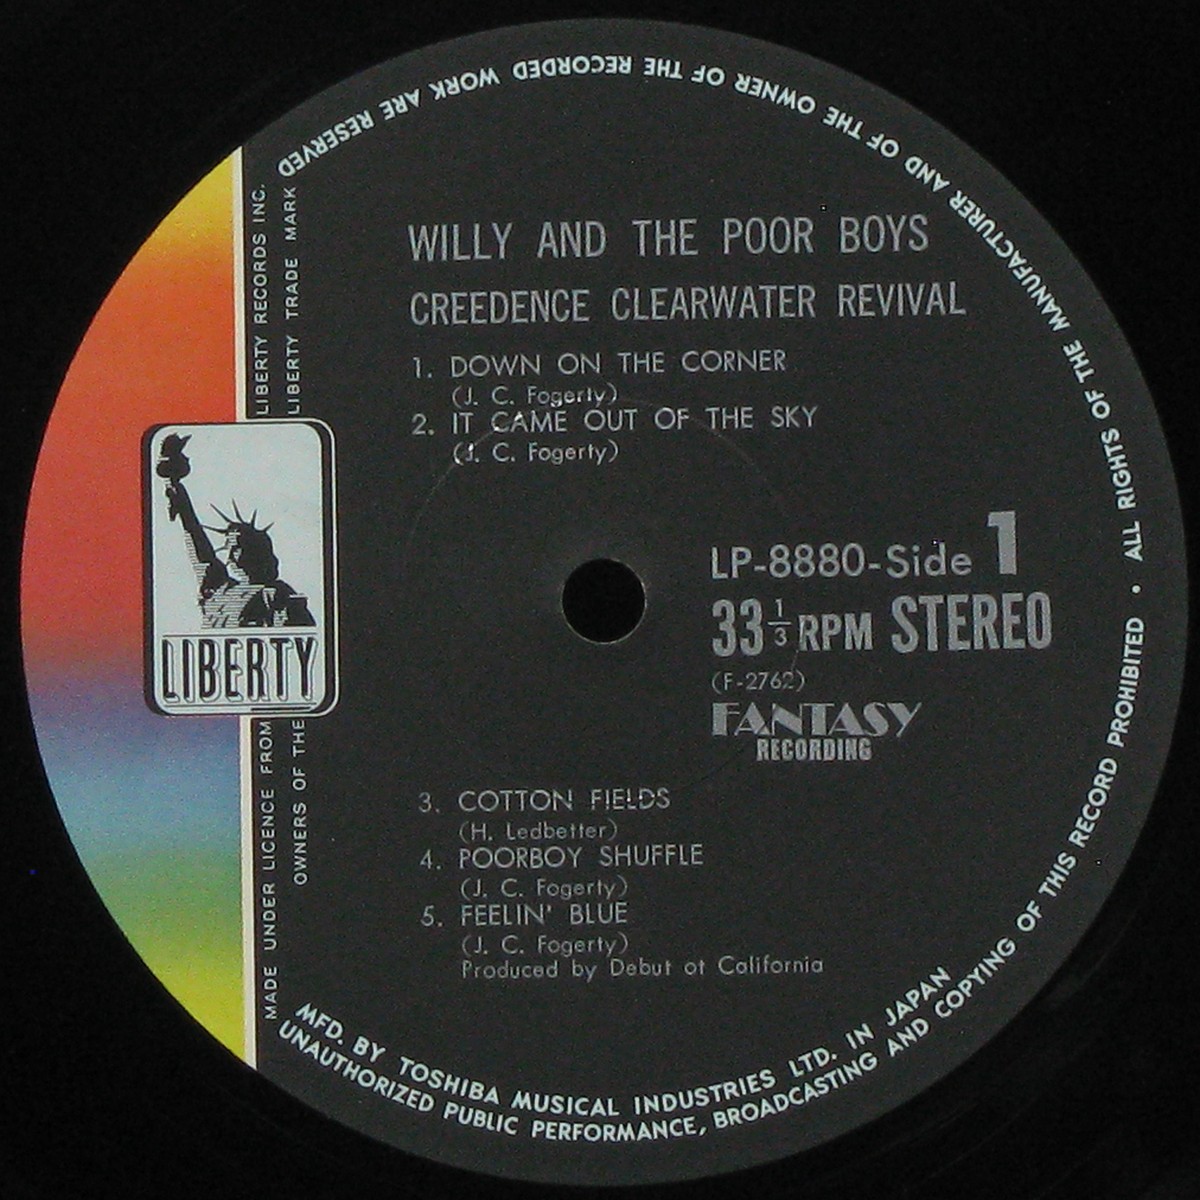 WILLY AND THE POOR BOYS
CREEDENCE CLEARWATER REVIVAL
1. DOWN ON THE CORNER
(J. C. Fogerty)
2. IT CAME OUT OF THE SKY
(J. C. Fogerty)
LP-8880-Side 1
33 1/3 RPM STEREO
(F-2762)
FANTASY
RECORDING
3. COTTON FIELDS
(H. Ledbetter)
4. POORBOY SHUFFLE
(J. C. Fogerty)
5. FEELIN' BLUE
(J. C. Fogerty)
Produced by Debut ot California
LIBERTY
MADE UNDER LICENCE FROM LIBERTY RECORDS INC.
OWNERS OF THE LIBERTY TRADE MARK
MFD. BY TOSHIBA MUSICAL INDUSTRIES LTD. IN JAPAN
UNAUTHORIZED PUBLIC PERFORMANCE, BROADCASTING AND COPYING OF THIS RECORD PROHIBITED • ALL RIGHTS OF THE MANUFACTURER AND OF THE OWNER OF THE RECORDED WORK ARE RESERVED